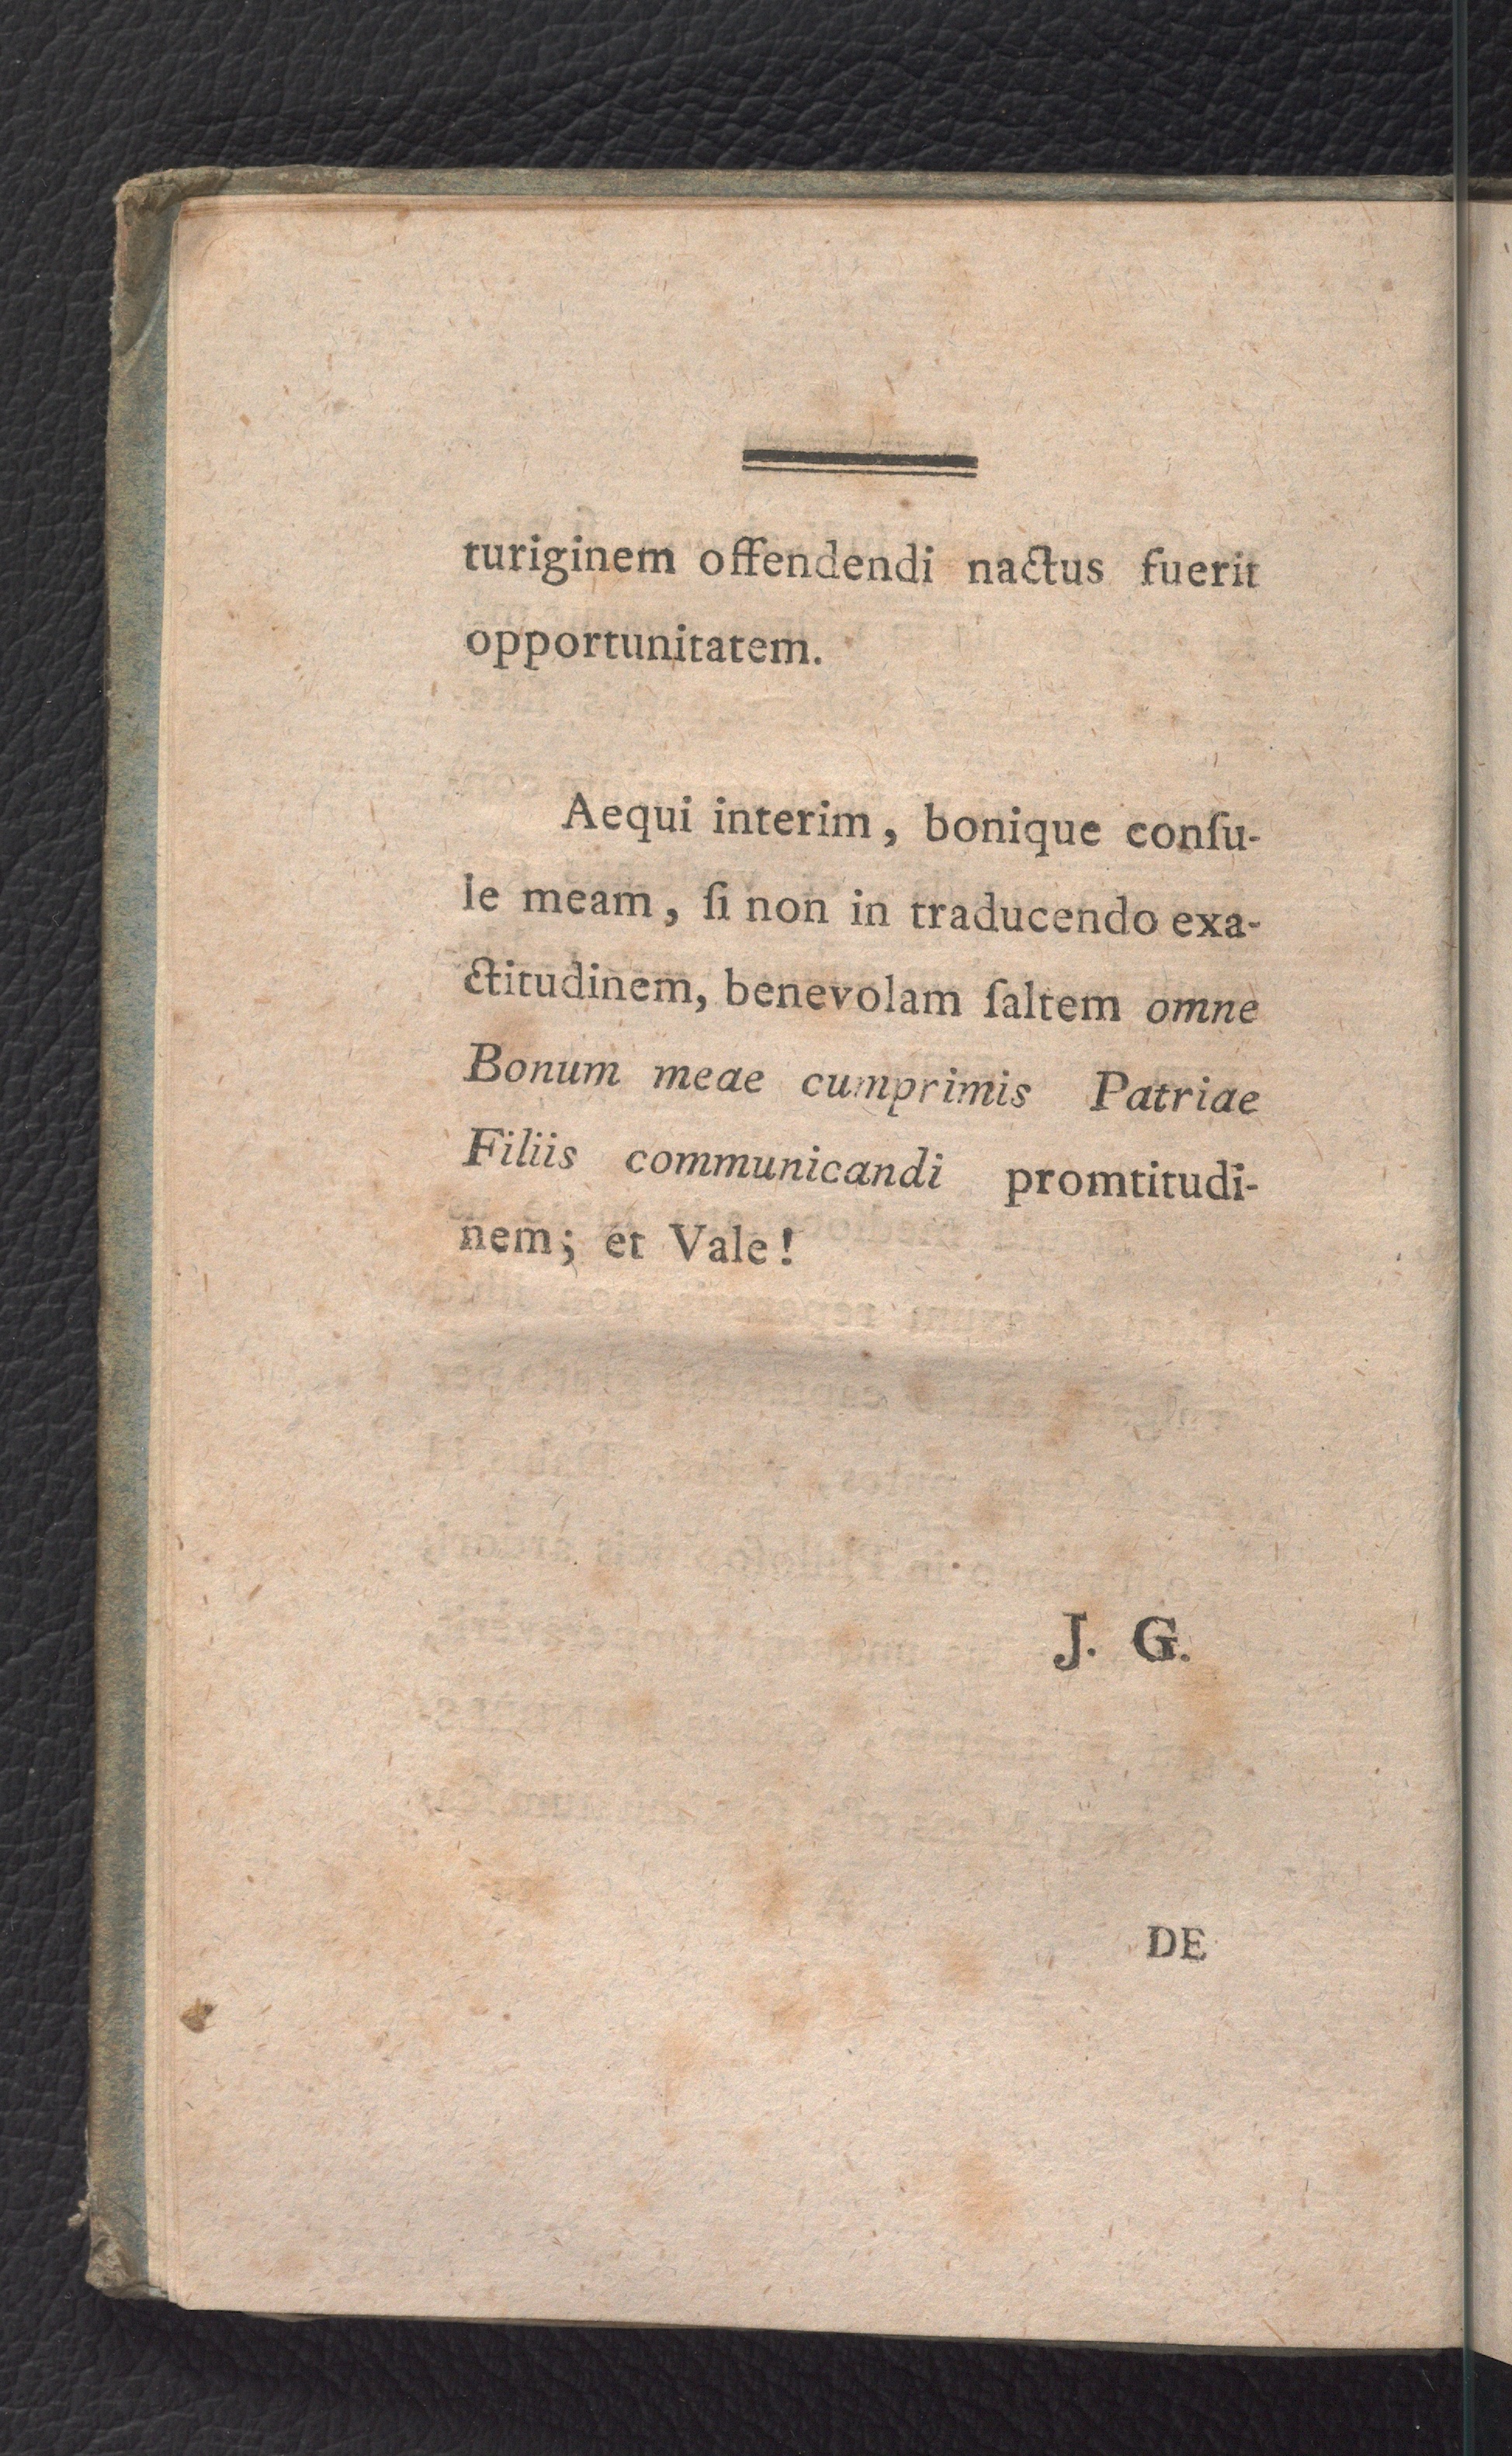 turiginem offendendi nactus fuerit
opportunitatem.
Aequi interim, bonique conſu-
le meam, ſi non in traducendo exa-
ctitudinem, benevolam ſaltem omne
Bonum meae cumprimis Patriae
Filiis communicandi promtitudi-
nem; et Vale!
J. G.
DE